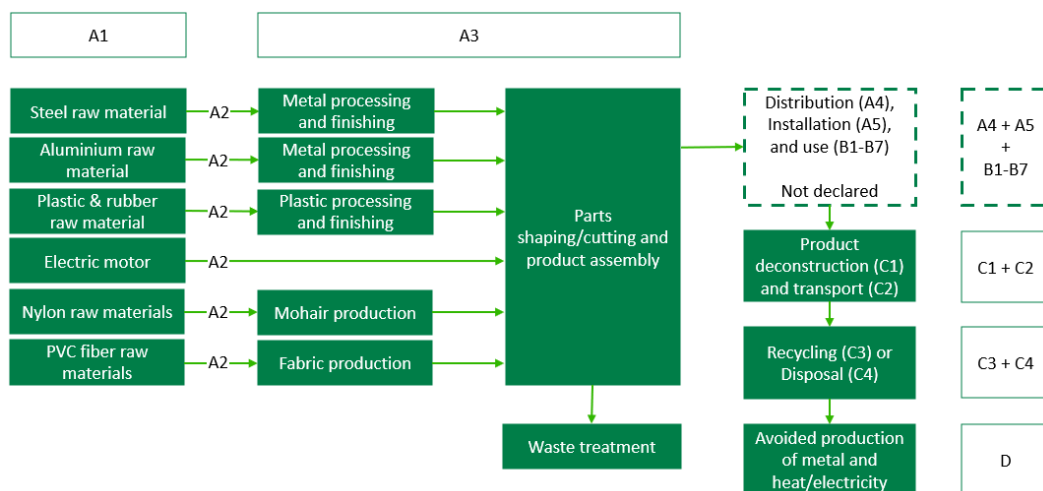 A1
A3
Steel raw material
A2
Metal processing
and finishing
Aluminium raw
material
A2
Metal processing
and finishing
Plastic & rubber
raw material
A2
Plastic processing
and finishing
Electric motor
A2
Nylon raw materials
A2
Mohair production
PVC fiber raw
materials
A2
Fabric production
Parts
shaping/cutting and
product assembly
Waste treatment
Distribution (A4),
Installation (A5),
and use (B1-B7)
Not declared
A4 + A5
+
B1-B7
Product
deconstruction (C1)
and transport (C2)
C1 + C2
Recycling (C3) or
Disposal (C4)
C3 + C4
Avoided production
of metal and
heat/electricity
D